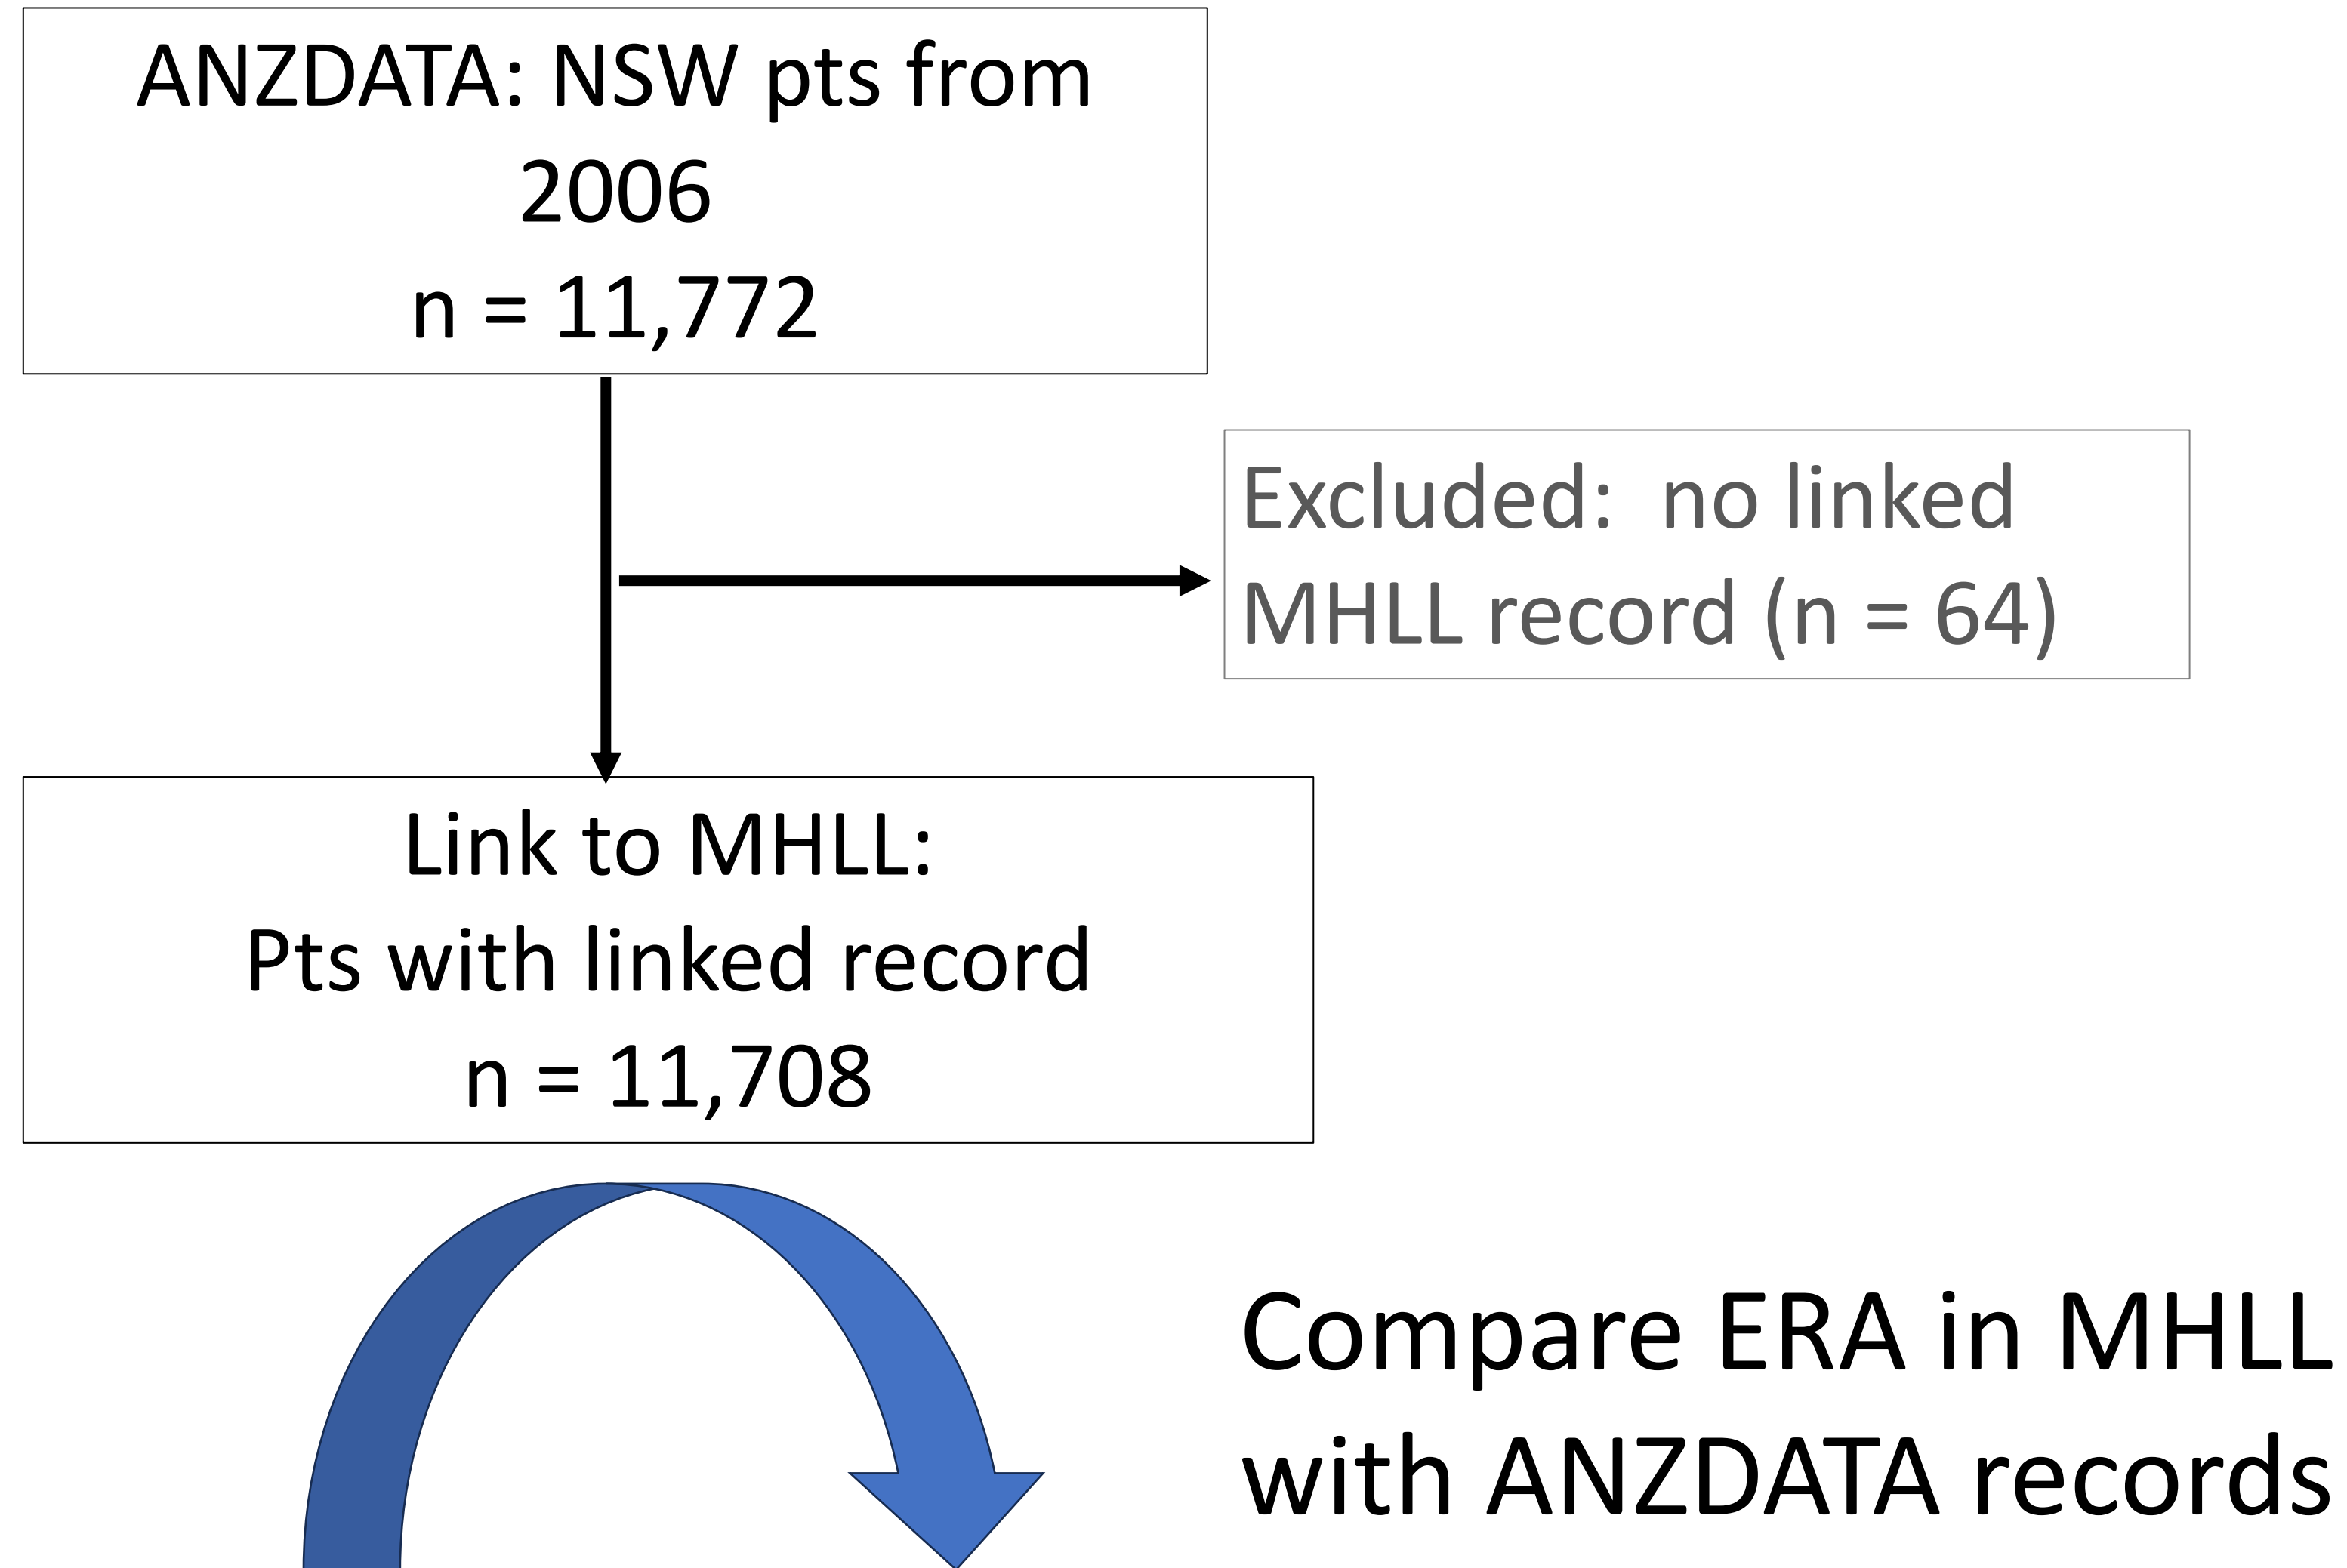 ANZDATA: NSW pts from
2006
n = 11,772
Excluded: no linked
MHLL record (n = 64)
Link to MHLL:
Pts with linked record
n = 11,708
Compare ERA in MHLL
with ANZDATA records